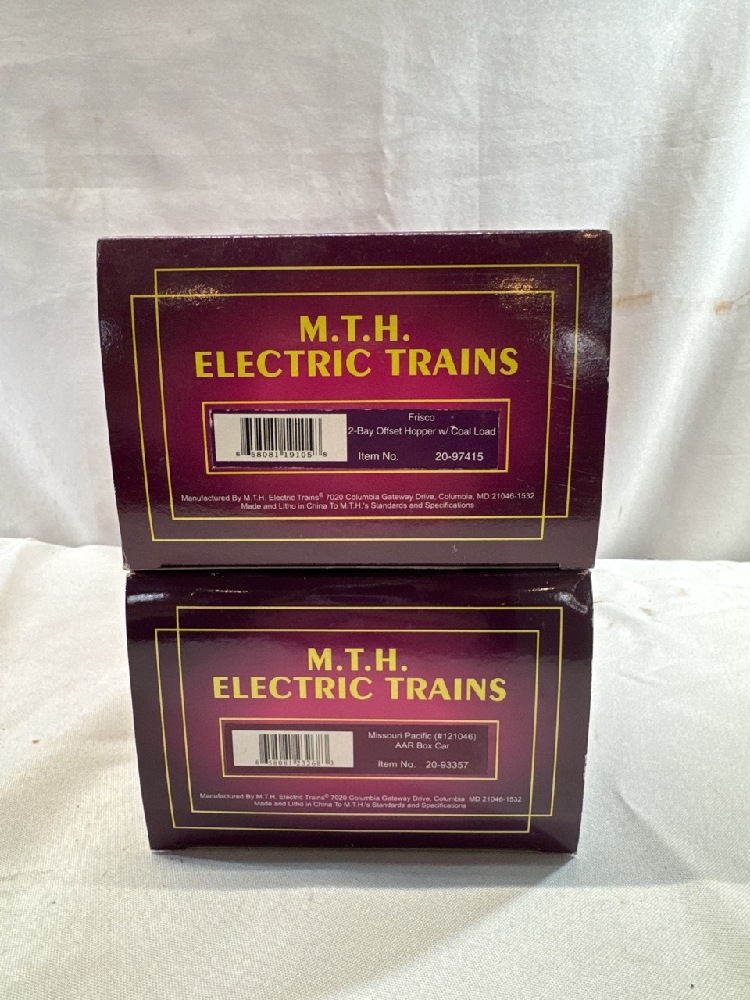 M.T.H.
ELECTRIC TRAINS
Frisco
2-Bay Offset Hopper w/ Coal Load
Item No. 20-97415
58081 19105
Manufactured By M.T.H. Electric Trains® 7020 Columbia Gateway Drive, Columbia, MD 21046-1532
Made and Litho in China To M.T.H.'s Standards and Specifications
M.T.H.
ELECTRIC TRAINS
Missouri Pacific (#121046)
AAR Box Car
Item No. 20-93357
Manufactured By M.T.H. Electric Trains® 7020 Columbia Gateway Drive, Columbia, MD 21046-1532
Made and Litho in China To M.T.H.'s Standards and Specifications